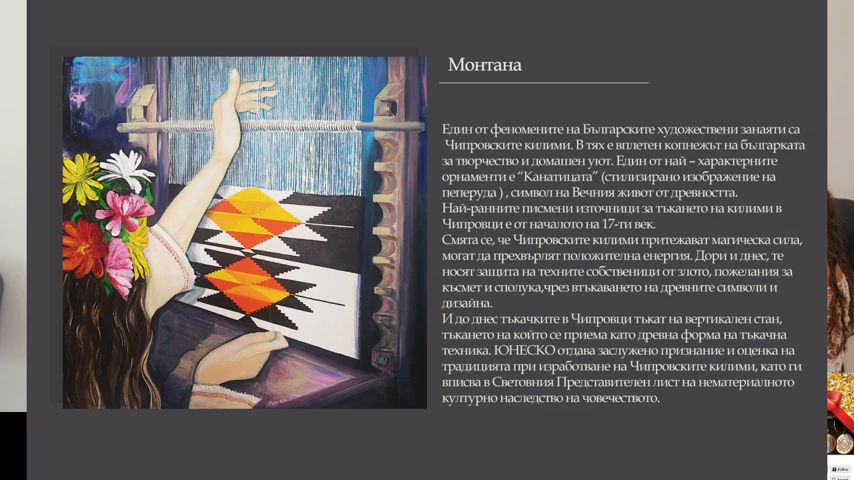 Монтана
Един от феномените на Българските художествени занаяти са
Чипровските килими. В тях е вплетен копнежът на българката
за творчество и домашен уют. Един от най – характерните
орнаменти е “Канатицата” (стилизирано изображение на
пеперуда ) , символ на Вечния живот от древността.
Най-ранните писмени източници за тъкането на килими в
Чипровци е от началото на 17-ти век.
Смята се, че Чипровските килими притежават магическа сила,
могат да прехвърлят положителна енергия. Дори и днес, те
носят защита на техните собственици от злото, пожелания за
късмет и сполука,чрез втъкаването на древните символи и
дизайна.
И до днес тъкачките в Чипровци тъкат на вертикален стан,
тъкането на който се приема като древна форма на тъкачна
техника. ЮНЕСКО отдава заслужено признание и оценка на
традицията при изработване на Чипровските килими, като ги
вписва в Световния Представителен лист на нематериалното
културно наследство на човечеството.